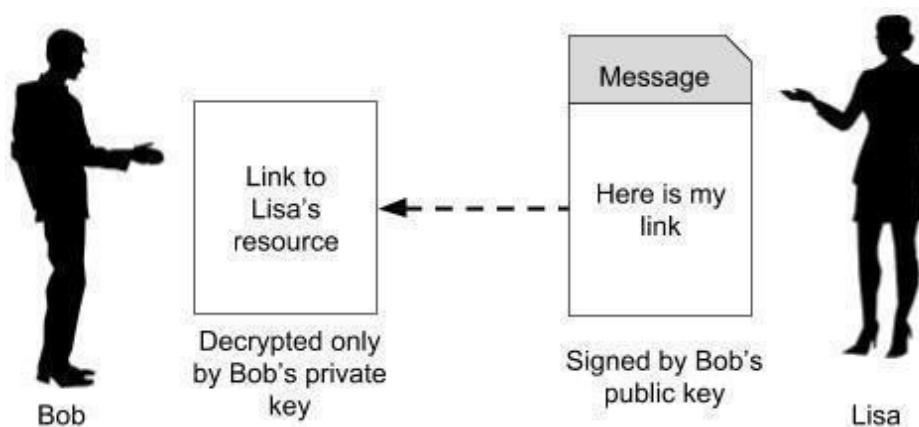 Message
Link to
Lisa's
resource
Here is my
link
Decrypted only
by Bob's private
key
Signed by Bob's
public key
Bob
Lisa